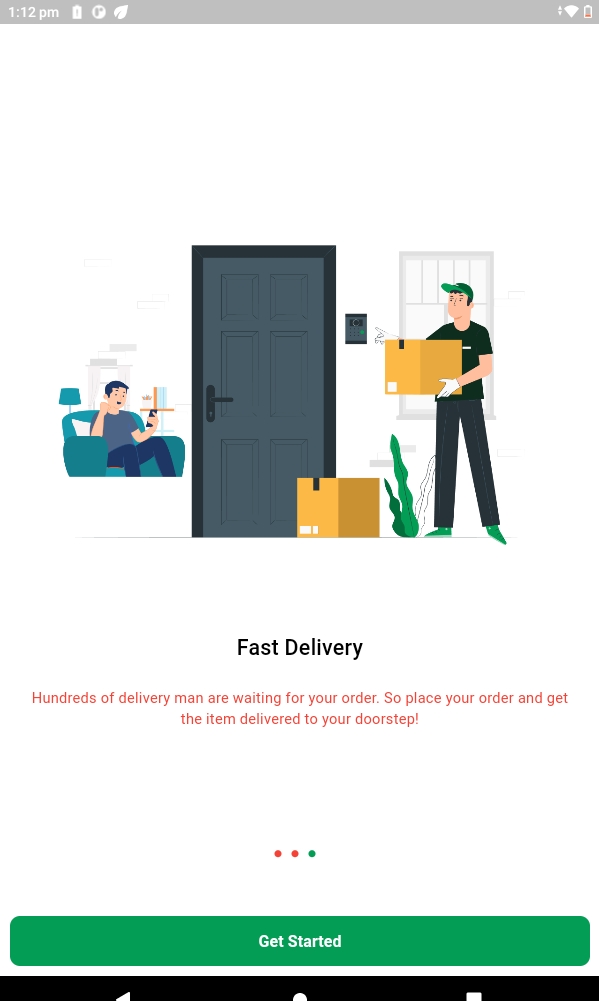 1:12 pm
Fast Delivery
Hundreds of delivery man are waiting for your order. So place your order and get
the item delivered to your doorstep!
Get Started